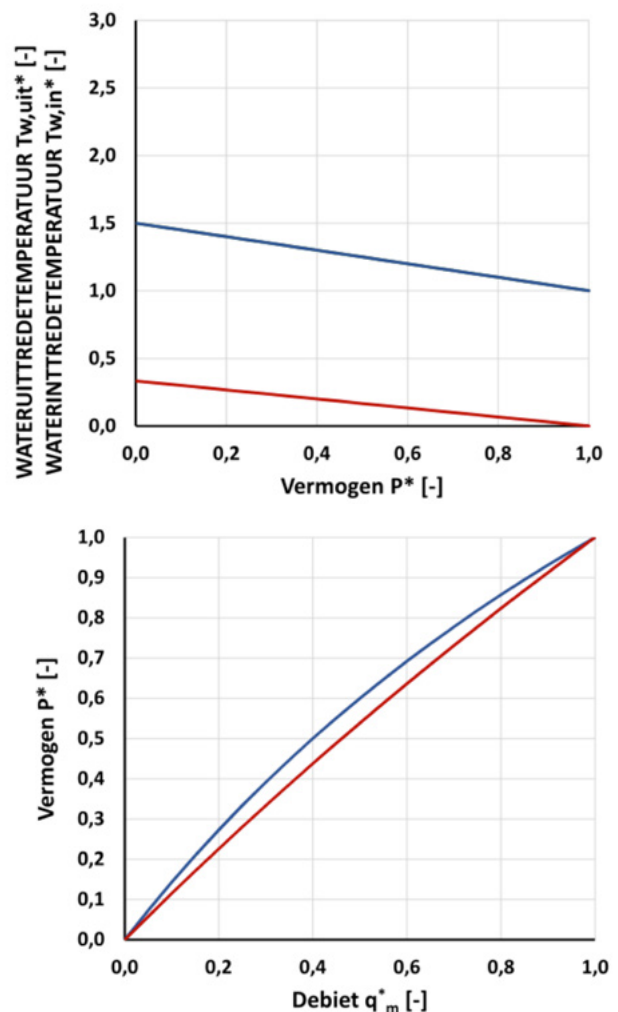 WATERUITTREDETEMPERATUUR Tw,uit* [-]
WATERINTTREDETEMPERATUUR Tw,in* [-]
3,0
2,5
2,0
1,5
1,0
0,5
0,0
0,0 0,2 0,4 0,6 0,8 1,0
Vermogen P* [-]
Vermogen P* [-]
1,0
0,9
0,8
0,7
0,6
0,5
0,4
0,3
0,2
0,1
0,0
0,0 0,2 0,4 0,6 0,8 1,0
Debiet q*m [-]